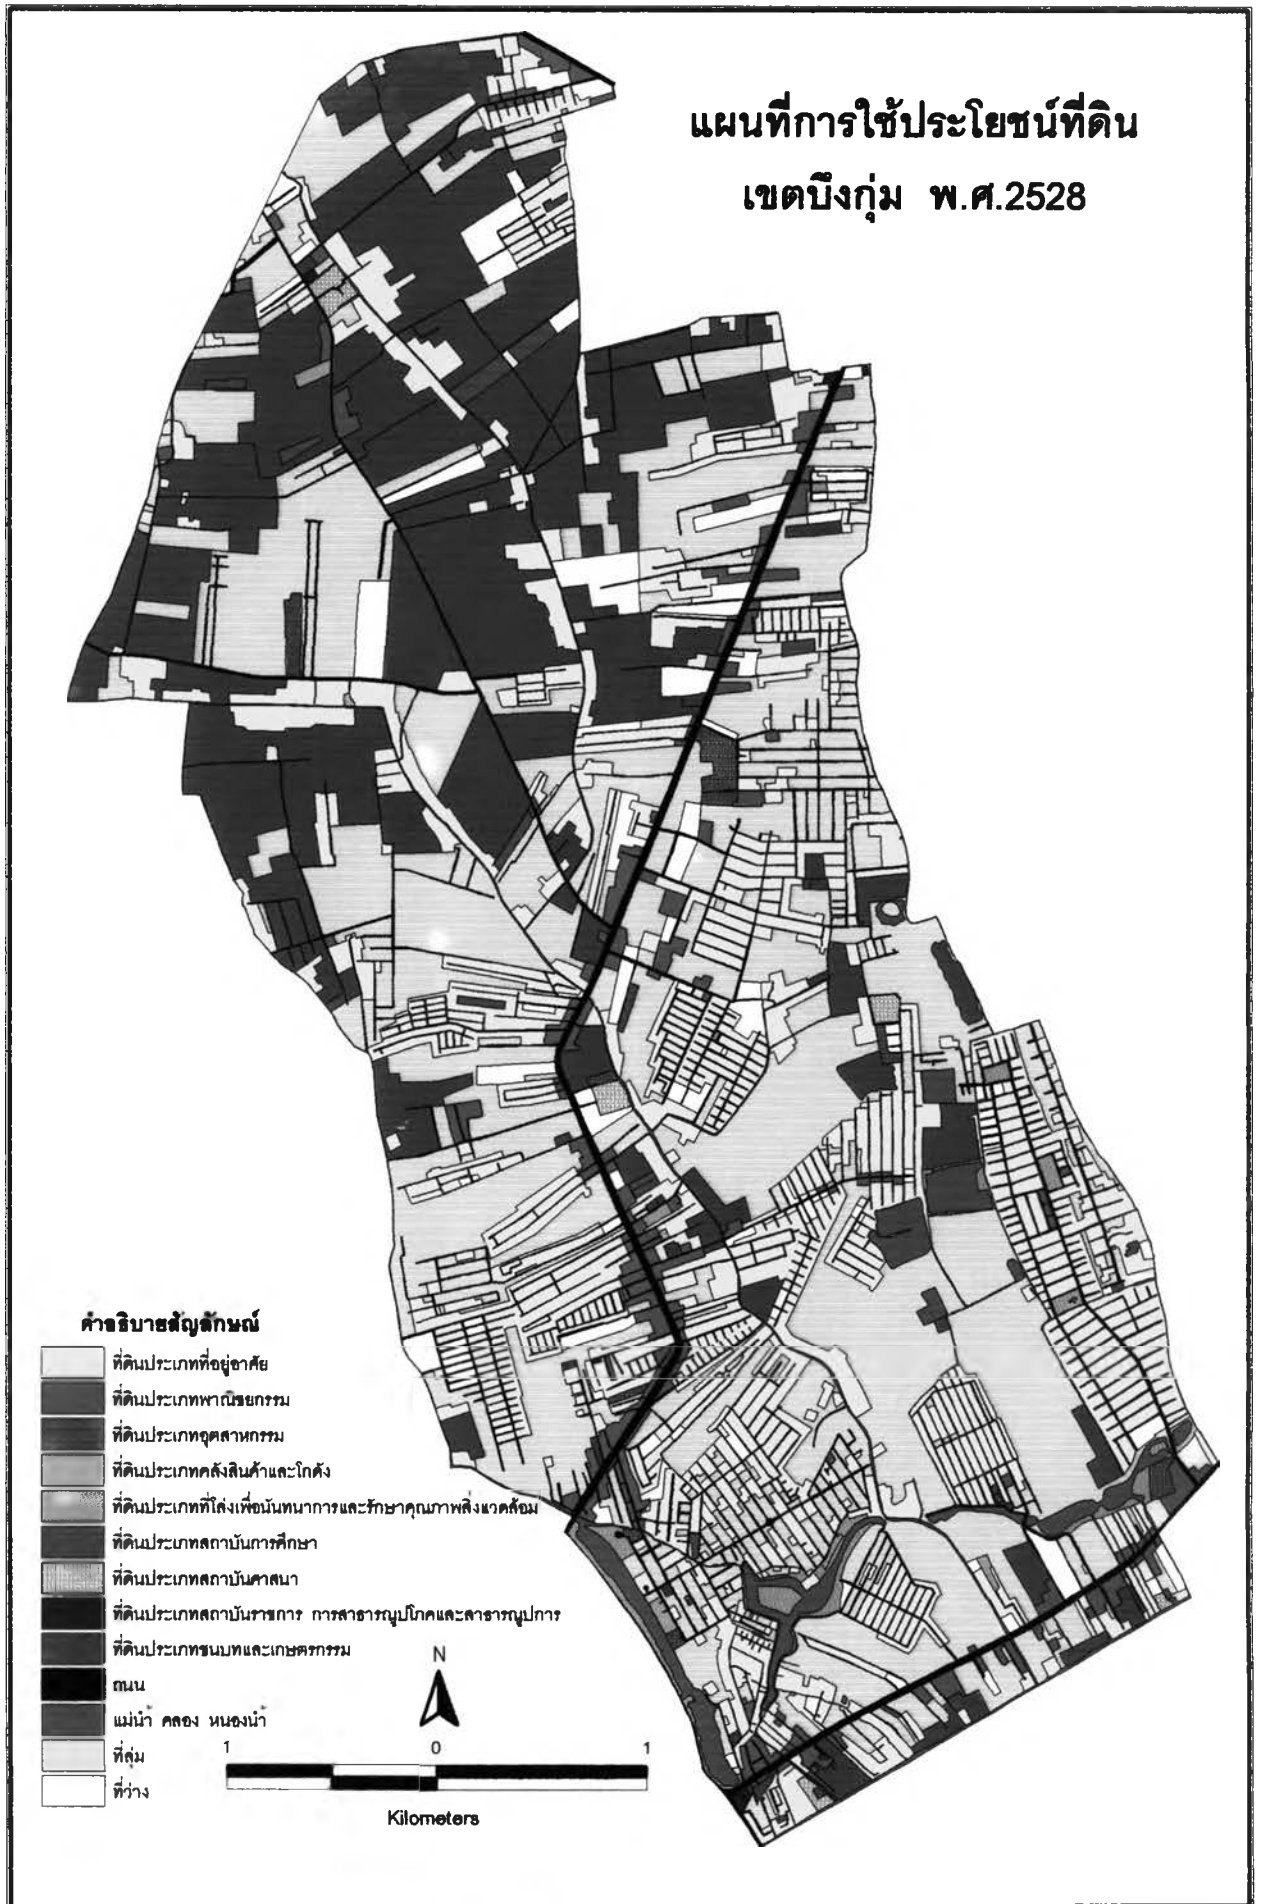 แผนที่การใช้ประโยชน์ที่ดิน
เขตบึงกุ่ม พ.ศ.2528
คำอธิบายสัญลักษณ์
ที่ดินประเภทที่อยู่อาศัย
ที่ดินประเภทพาณิชยกรรม
ที่ดินประเภทอุตสาหกรรม
ที่ดินประเภทคลังสินค้าและโกดัง
ที่ดินประเภทที่โล่งเพื่อนันทนาการและรักษาคุณภาพสิ่งแวดล้อม
ที่ดินประเภทสถาบันการศึกษา
ที่ดินประเภทสถาบันศาสนา
ที่ดินประเภทสถาบันราชการ การสาธารณูปโภคและสาธารณูปการ
ที่ดินประเภทชนบทและเกษตรกรรม
ถนน
แม่น้ำ คลอง หนองน้ำ
ที่ลุ่ม
ที่ว่าง
N
1 0 1
Kilometers